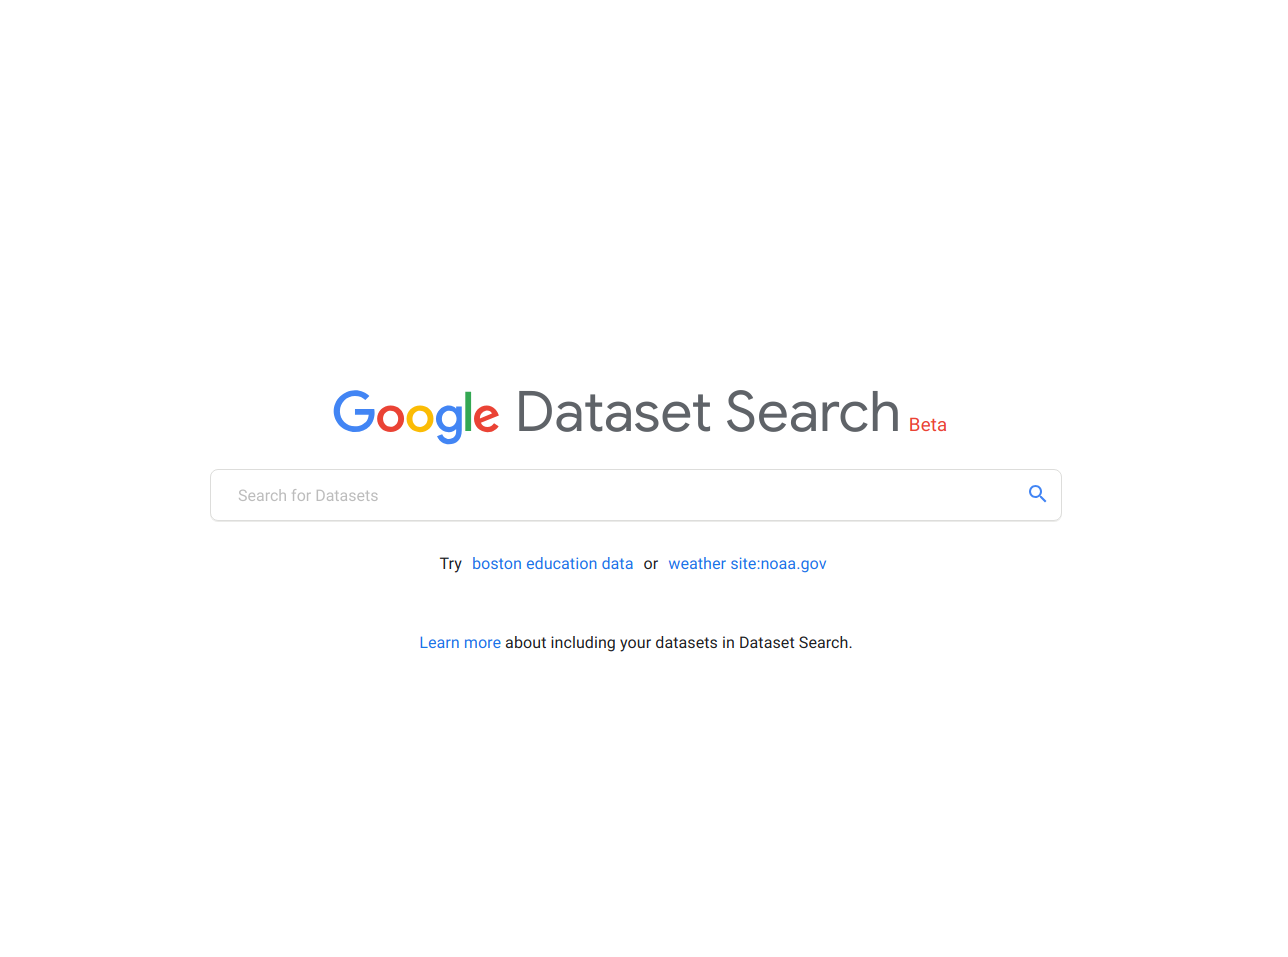 Google Dataset Search Beta
Search for Datasets
Try boston education data or weather site:noaa.gov
Learn more about including your datasets in Dataset Search.